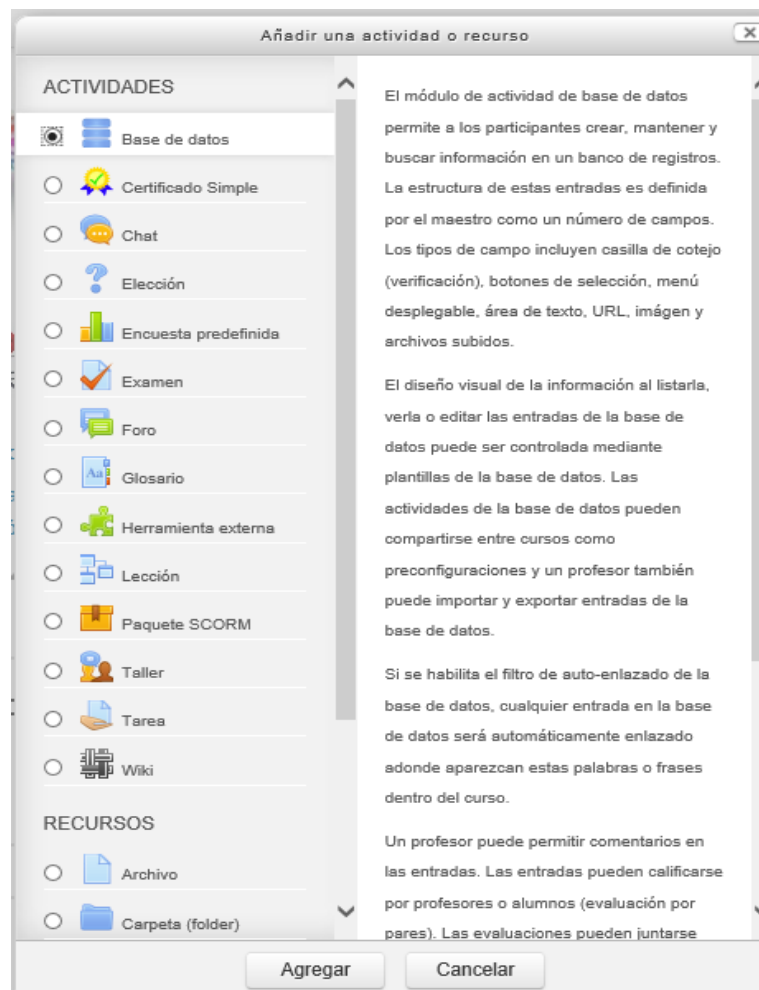 Añadir una actividad o recurso
ACTIVIDADES
Base de datos
Certificado Simple
Chat
Elección
Encuesta predefinida
Examen
Foro
Glosario
Herramienta externa
Lección
Paquete SCORM
Taller
Tarea
Wiki
RECURSOS
Archivo
Carpeta (folder)
El módulo de actividad de base de datos
permite a los participantes crear, mantener y
buscar información en un banco de registros.
La estructura de estas entradas es definida
por el maestro como un número de campos.
Los tipos de campo incluyen casilla de cotejo
(verificación), botones de selección, menú
desplegable, área de texto, URL, imágen y
archivos subidos.
El diseño visual de la información al listarla,
verla o editar las entradas de la base de
datos puede ser controlada mediante
plantillas de la base de datos. Las
actividades de la base de datos pueden
compartirse entre cursos como
preconfiguraciones y un profesor también
puede importar y exportar entradas de la
base de datos.
Si se habilita el filtro de auto-enlazado de la
base de datos, cualquier entrada en la base
de datos será automáticamente enlazado
adonde aparezcan estas palabras o frases
dentro del curso.
Un profesor puede permitir comentarios en
las entradas. Las entradas pueden calificarse
por profesores o alumnos (evaluación por
pares). Las evaluaciones pueden juntarse
Agregar
Cancelar